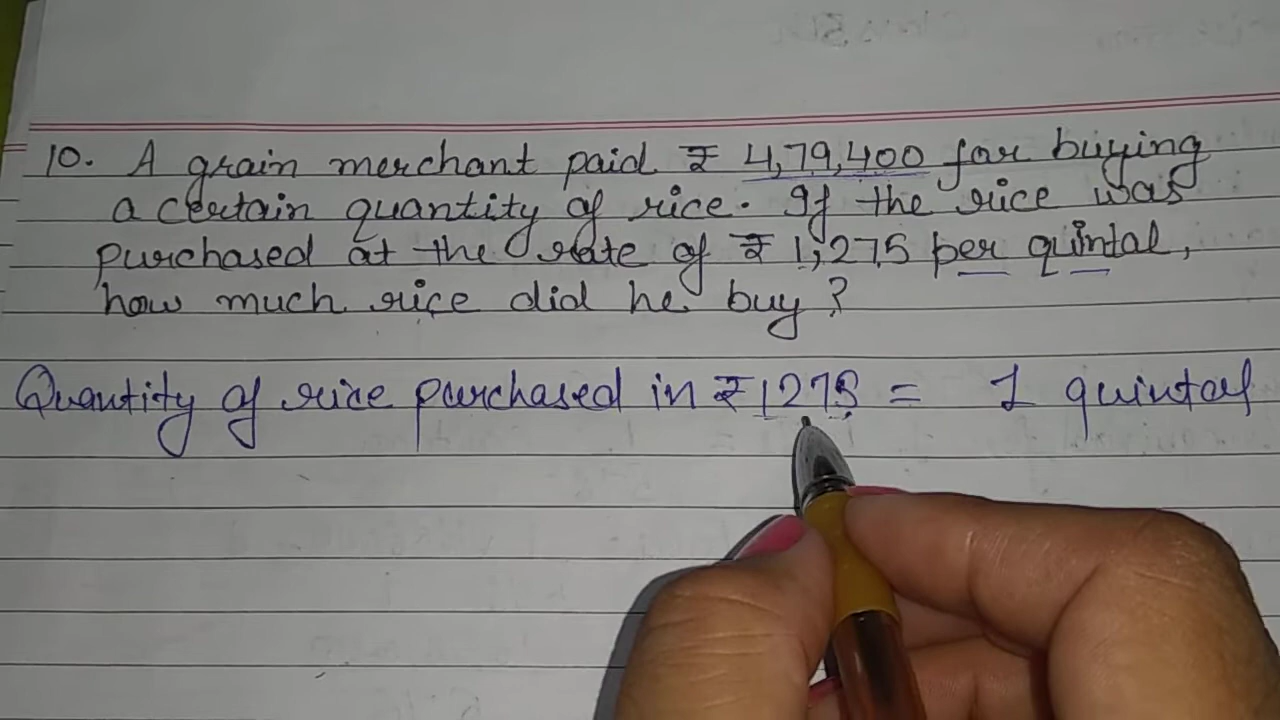 10. A grain merchant paid ₹ 4,79,400 for buying
a certain quantity of rice. If the rice was
purchased at the rate of ₹ 1,275 per quintal,
how much rice did he buy?
Quantity of rice purchased in ₹ 1275 = 1 quintal